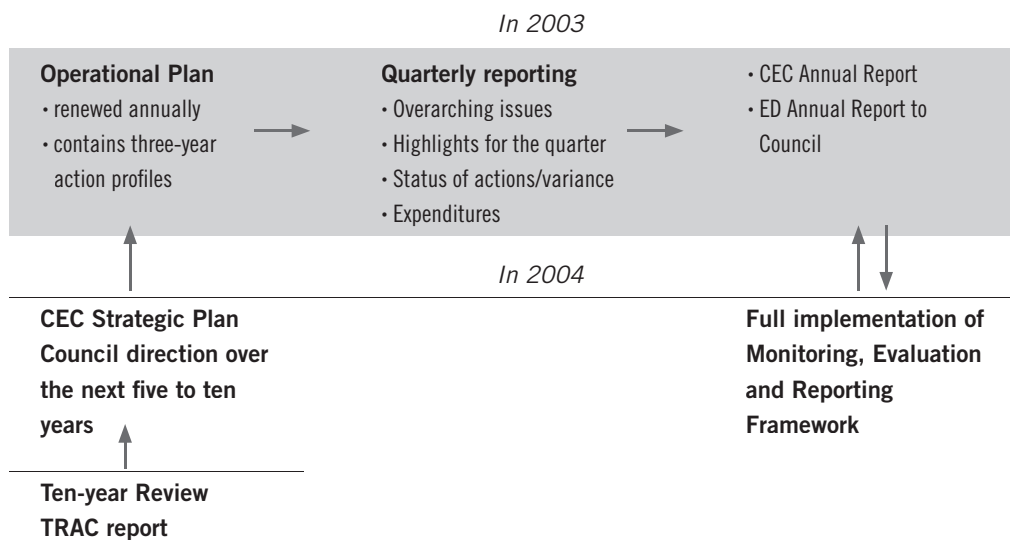 In 2003
Operational Plan
• renewed annually
• contains three-year
action profiles
Quarterly reporting
• Overarching issues
• Highlights for the quarter
• Status of actions/variance
• Expenditures
• CEC Annual Report
• ED Annual Report to
Council
In 2004
CEC Strategic Plan
Council direction over
the next five to ten
years
Full implementation of
Monitoring, Evaluation
and Reporting
Framework
Ten-year Review
TRAC report